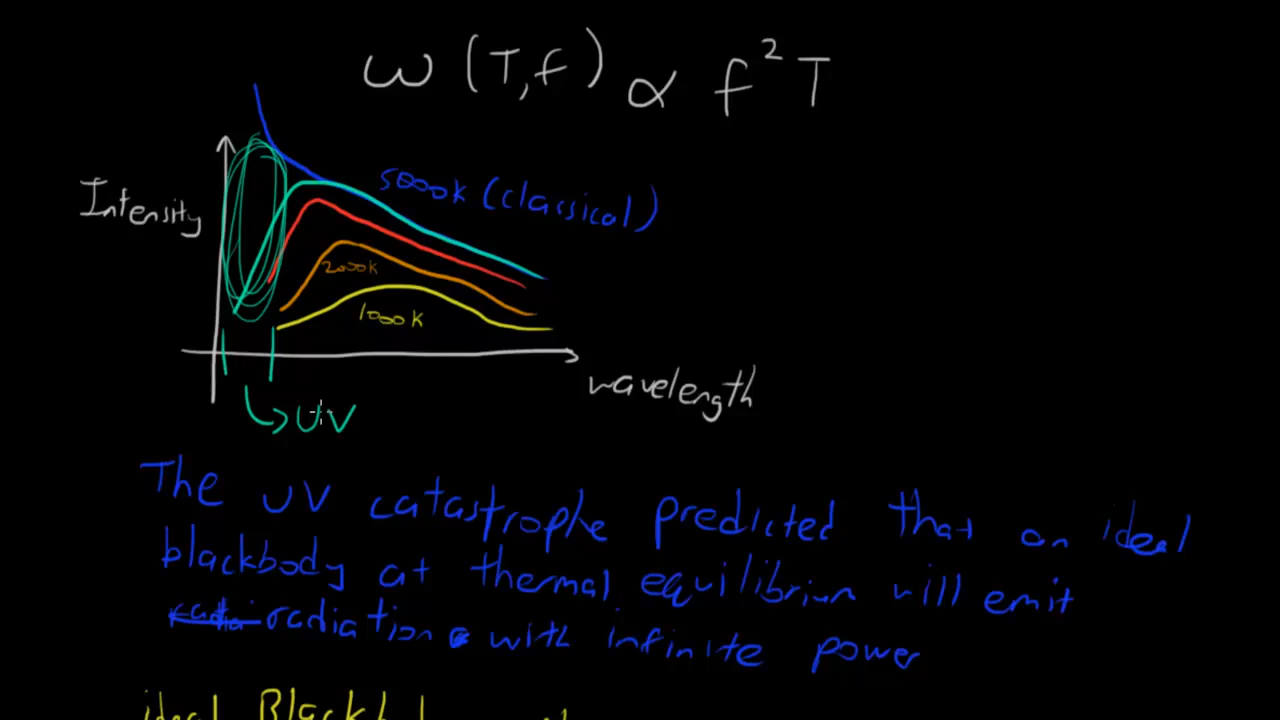 ω (T,f) ∝ f²T
Intensity
5000k (classical)
2000k
1000k
wavelength
UV
The UV catastrophe predicted that an ideal
blackbody at thermal equilibrium will emit
radiation with infinite power
ideal